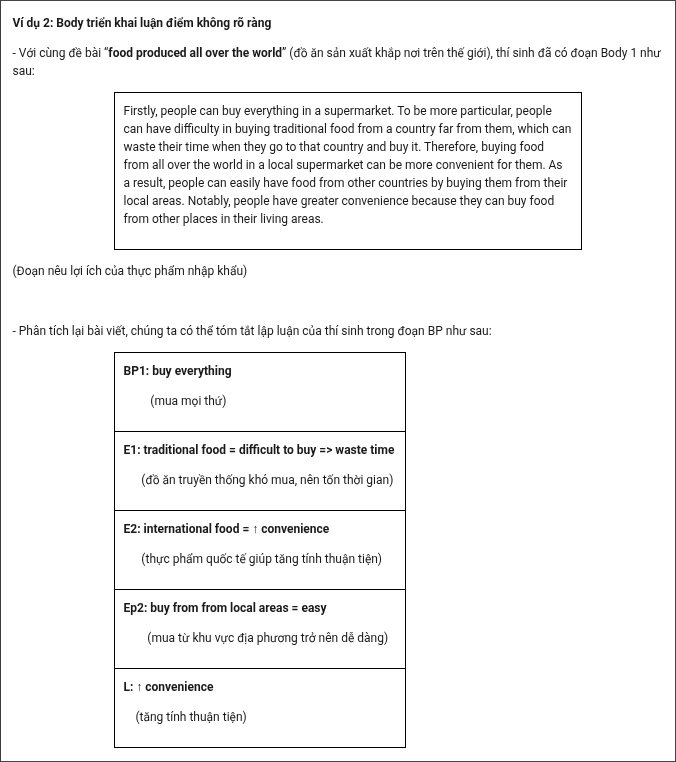 Ví dụ 2: Body triển khai luận điểm không rõ ràng
- Với cùng đề bài “food produced all over the world” (đồ ăn sản xuất khắp nơi trên thế giới), thí sinh đã có đoạn Body 1 như
sau:
Firstly, people can buy everything in a supermarket. To be more particular, people
can have difficulty in buying traditional food from a country far from them, which can
waste their time when they go to that country and buy it. Therefore, buying food
from all over the world in a local supermarket can be more convenient for them. As
a result, people can easily have food from other countries by buying them from their
local areas. Notably, people have greater convenience because they can buy food
from other places in their living areas.
(Đoạn nêu lợi ích của thực phẩm nhập khẩu)
- Phân tích lại bài viết, chúng ta có thể tóm tắt lập luận của thí sinh trong đoạn BP như sau:
BP1: buy everything
(mua mọi thứ)
E1: traditional food = difficult to buy => waste time
(đồ ăn truyền thống khó mua, nên tốn thời gian)
E2: international food = ↑ convenience
(thực phẩm quốc tế giúp tăng tính thuận tiện)
Ep2: buy from from local areas = easy
(mua từ khu vực địa phương trở nên dễ dàng)
L: ↑ convenience
(tăng tính thuận tiện)